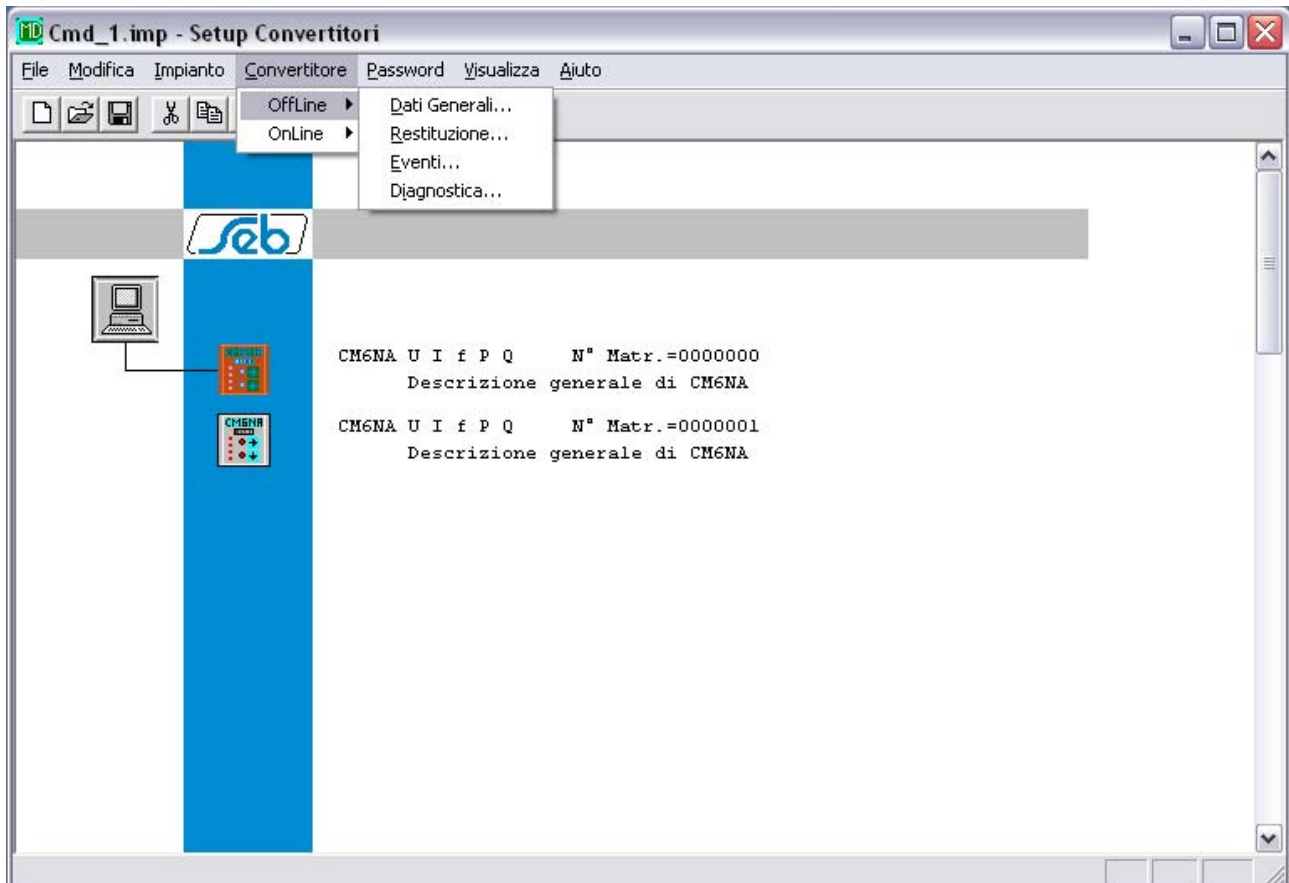 Cmd_1.imp - Setup Convertitori
File Modifica Impianto Convertitore Password Visualizza Aiuto
OffLine
OnLine
Dati Generali...
Restituzione...
Eventi...
Diagnostica...
Seb
CM6NA U I f P Q N° Matr.=0000000
Descrizione generale di CM6NA
CM6NA
CM6NA U I f P Q N° Matr.=0000001
Descrizione generale di CM6NA